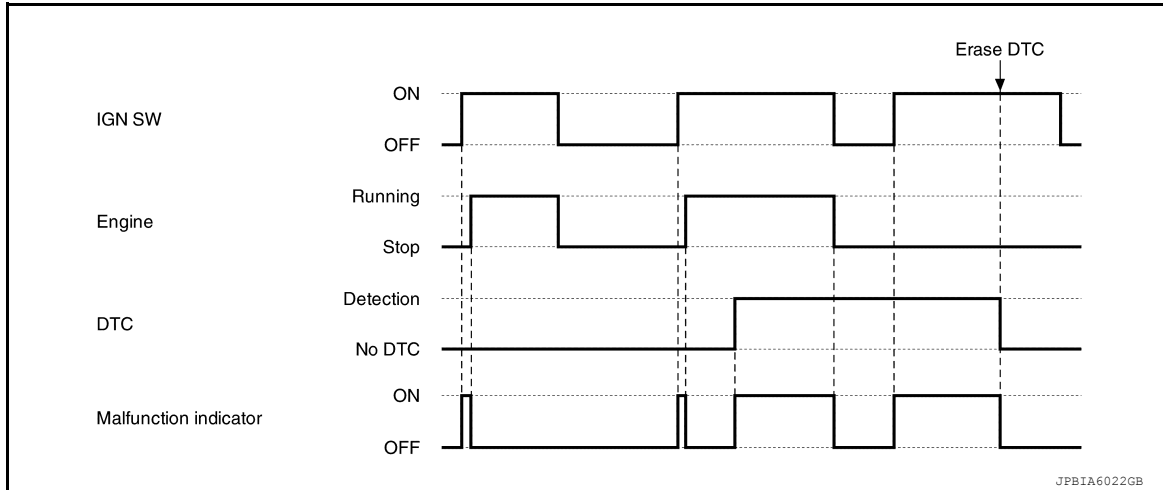 Erase DTC
ON
IGN SW
OFF
Running
Engine
Stop
Detection
DTC
No DTC
ON
Malfunction indicator
OFF
JPBIA6022GB